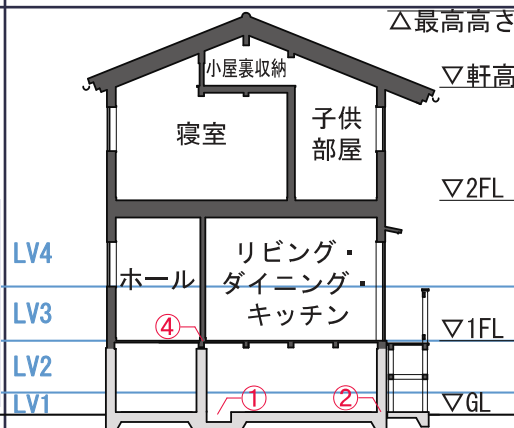 △最高高さ
小屋裏収納
▽軒高
寝室
子供
部屋
▽2FL
LV4
ホール
リビング・
ダイニング・
キッチン
LV3
④
▽1FL
LV2
①
②
LV1
▽GL